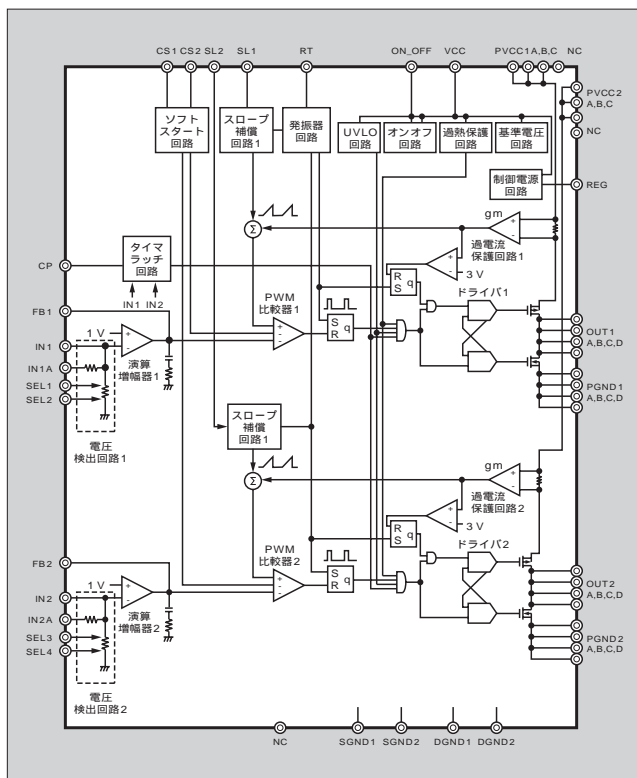 CS1 CS2 SL2 SL1 RT ON_OFF VCC PVCC1A,B,C NC
PVCC2
A,B,C
NC
ソフト
スタート
回路
スロープ
補償
回路1
発振器
回路
UVLO
回路
オンオフ
回路
過熱保護
回路
基準電圧
回路
制御電源
回路
REG
Σ
gm
+
-
過電流
保護回路1
タイマ
ラッチ
回路
CP
IN1 IN2
+
-
3 V
R
S q
ドライバ1
FB1
PWM
比較器1
+
-
-
S
R q
1 V
+
-
IN1
演算
増幅器1
IN1A
SEL1
SEL2
電圧
検出回路1
OUT1
A,B,C,D
PGND1
A,B,C,D
スロープ
補償
回路1
Σ
gm
+
-
過電流
保護回路2
+
-
3 V
R
S q
ドライバ2
FB2
PWM
比較器2
+
-
-
S
R q
1 V
+
-
IN2
演算
増幅器2
IN2A
SEL3
SEL4
電圧
検出回路2
OUT2
A,B,C,D
PGND2
A,B,C,D
NC SGND1 SGND2 DGND1 DGND2